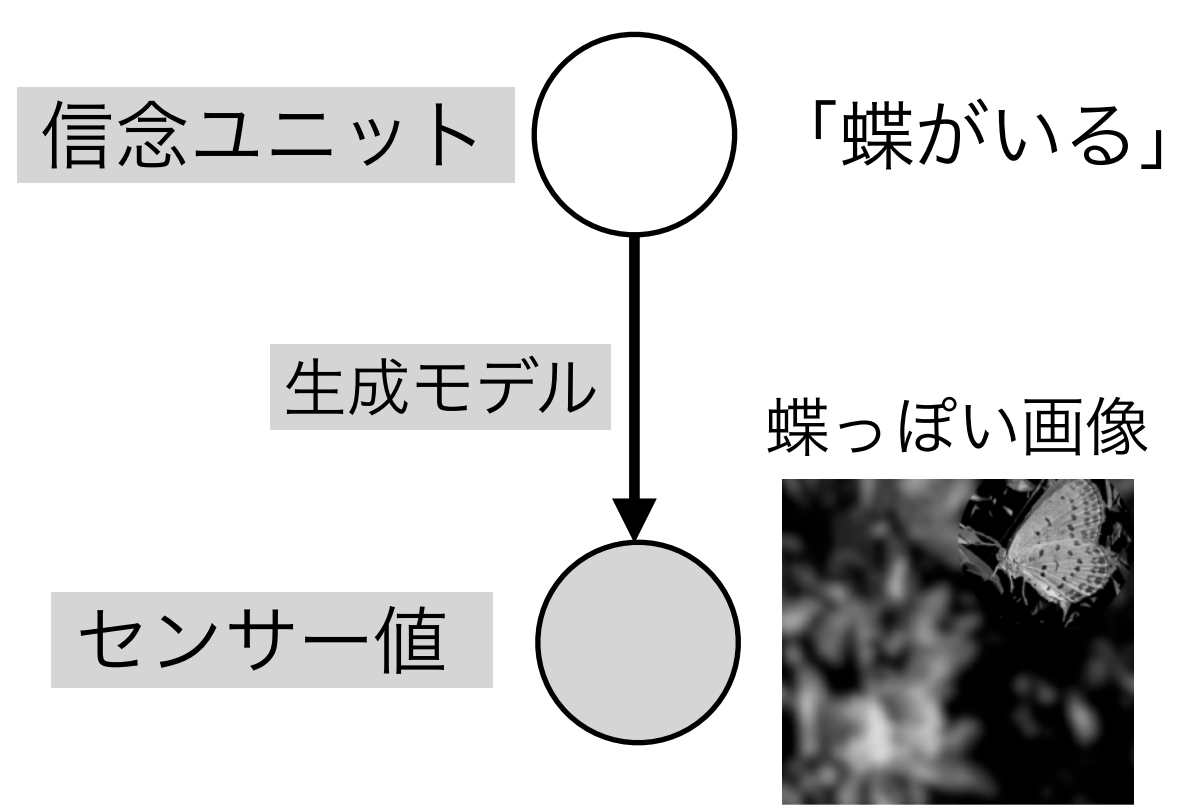 信念ユニット
「蝶がいる」
生成モデル
蝶っぽい画像
センサー値